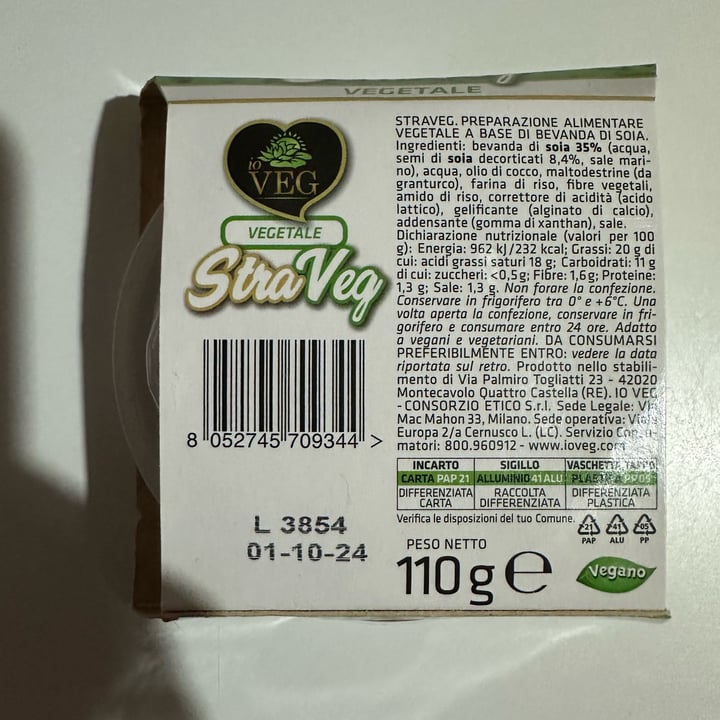 VEGETALE
io
VEG
VEGETALE
StraVeg
8 052745 709344 >
L 3854
01-10-24
STRAVEG. PREPARAZIONE ALIMENTARE
VEGETALE A BASE DI BEVANDA DI SOIA.
Ingredienti: bevanda di soia 35% (acqua,
semi di soia decorticati 8,4%, sale mari-
no), acqua, olio di cocco, maltodestrine (da
granturco), farina di riso, fibre vegetali,
amido di riso, correttore di acidità (acido
lattico), gelificante (alginato di calcio),
addensante (gomma di xanthan), sale.
Dichiarazione nutrizionale (valori per 100
g): Energia: 962 kJ/232 kcal; Grassi: 20 g di
cui: acidi grassi saturi 18 g; Carboidrati: 11 g
di cui: zuccheri: <0,5g; Fibre: 1,6g; Proteine:
1,3 g; Sale: 1,3 g. Non forare la confezione.
Conservare in frigorifero tra 0° e +6°C. Una
volta aperta la confezione, conservare in fri-
gorifero e consumare entro 24 ore. Adatto
a vegani e vegetariani. DA CONSUMARSI
PREFERIBILMENTE ENTRO: vedere la data
riportata sul retro. Prodotto nello stabili-
mento di Via Palmiro Togliatti 23 - 42020
Montecavolo Quattro Castella (RE). IO VEG
- CONSORZIO ETICO S.r.l. Sede Legale:
Mac Mahon 33, Milano. Sede operativa:
Europa 2/a Cernusco L. (LC). Servizio
matori: 800.960912 - www.ioveg.com
INCARTO SIGILLO VASCHETTA, TAPPO
CARTA PAP 21 ALLUMINIO 41 ALU PLASTICA PP 05
DIFFERENZIATA RACCOLTA DIFFERENZIATA
CARTA DIFFERENZIATA PLASTICA
Verifica le disposizioni del tuo Comune.
21 41 05
PAP ALU PP
PESO NETTO
110 g e
Vegano